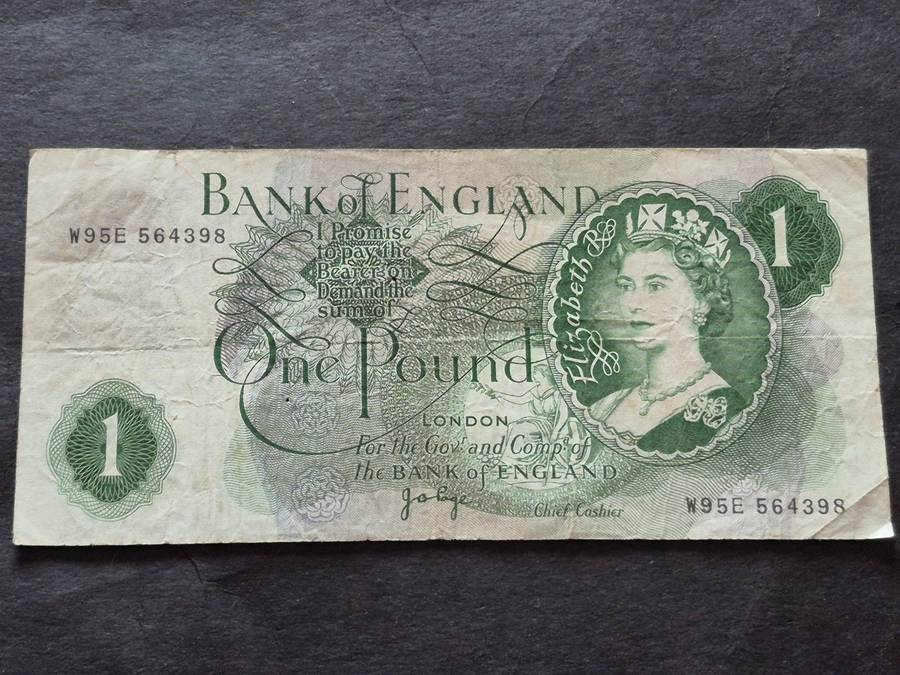 BANK of ENGLAND
W95E 564398
I Promise
to pay the
Bearer on
Demand the
sum of
One Pound
1
Elizabeth R
1
LONDON
For the Govr. and Compa. of
the BANK of ENGLAND
J B Page
Chief Cashier
W95E 564398